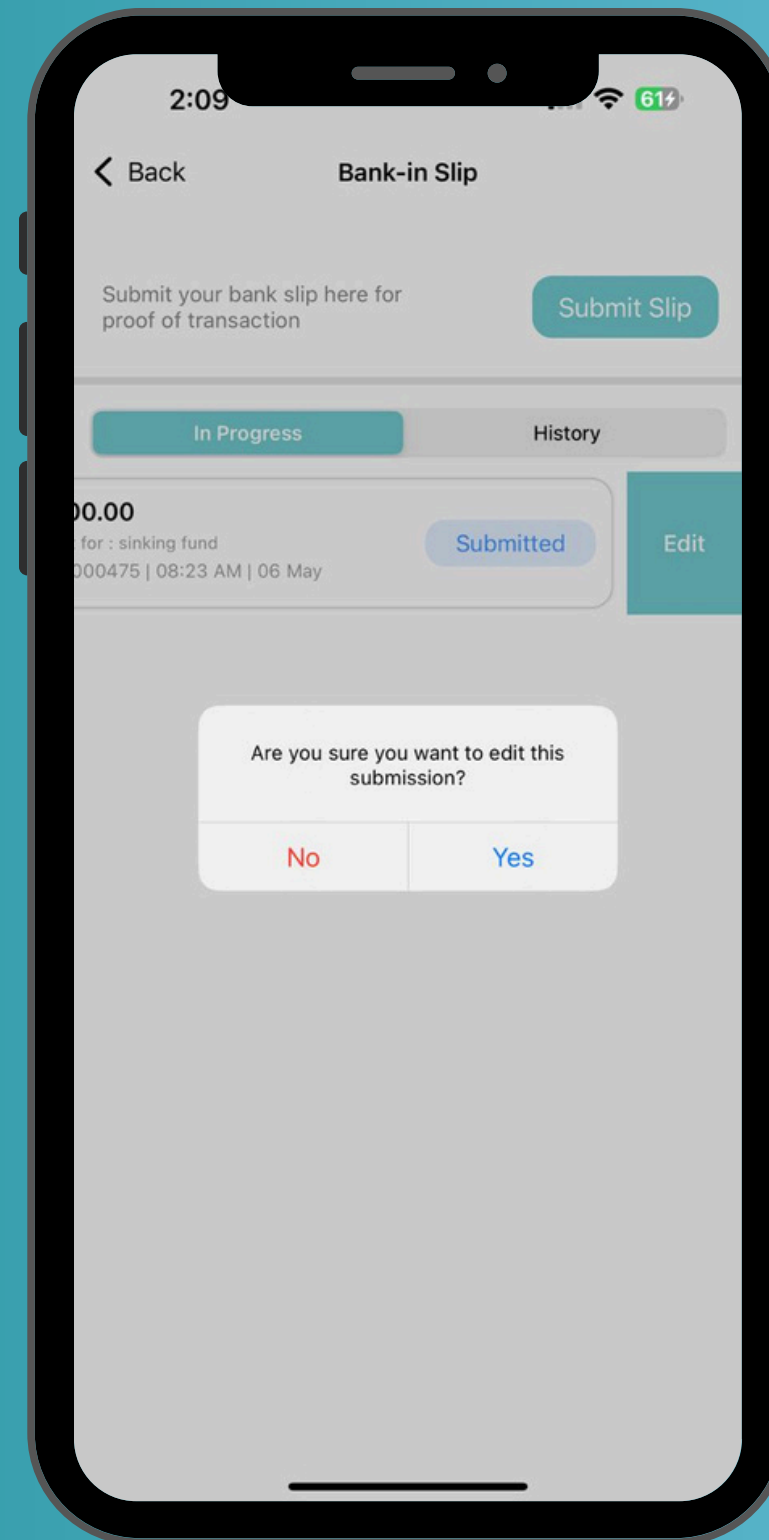 2:09
61
Back
Bank-in Slip
Submit your bank slip here for
proof of transaction
Submit Slip
In Progress
History
00.00
for : sinking fund
000475 | 08:23 AM | 06 May
Submitted
Edit
Are you sure you want to edit this
submission?
No
Yes